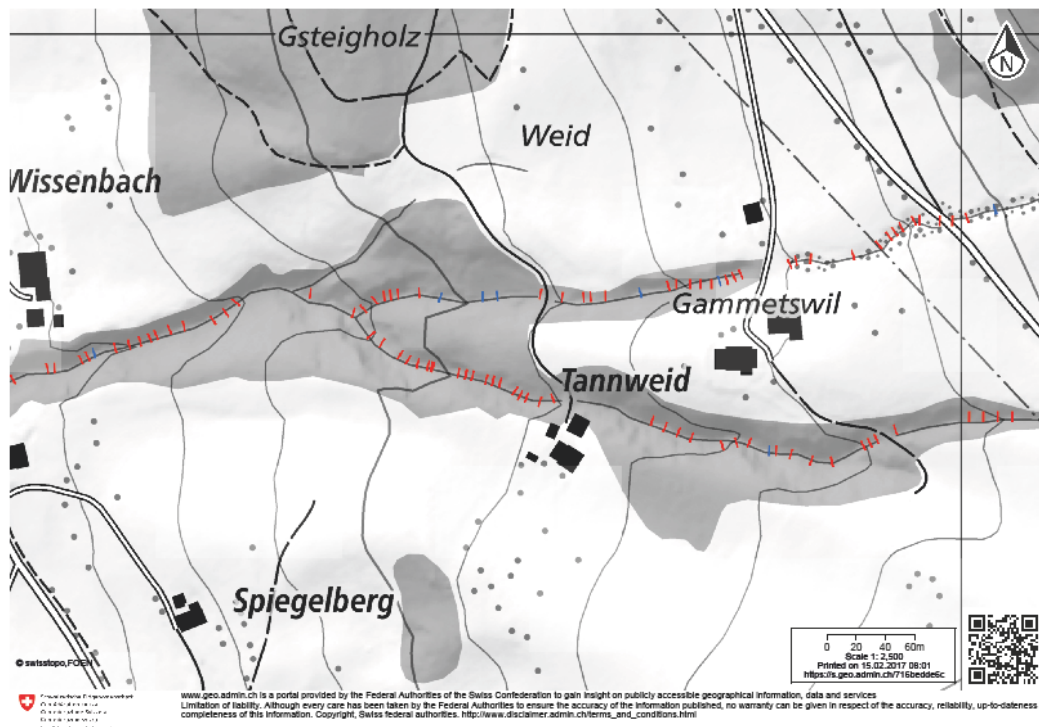 Gsteigholz
N
Weid
Wissenbach
Gammetswil
Tannweid
Spiegelberg
0 20 40 60m
Scale 1: 2,500
Printed on 15.02.2017 08:01
https://s.geo.admin.ch/716bedde6c
© swisstopo,FOEN
www.geo.admin.ch is a portal provided by the Federal Authorities of the Swiss Confederation to gain insight on publicly accessible geographical information, data and services
Limitation of liability. Although every care has been taken by the Federal Authorities to ensure the accuracy of the information published, no warranty can be given in respect of the accuracy, reliability, up-to-dateness
completeness of this information. Copyright, Swiss federal authorities. http://www.disclaimer.admin.ch/terms_and_conditions.html